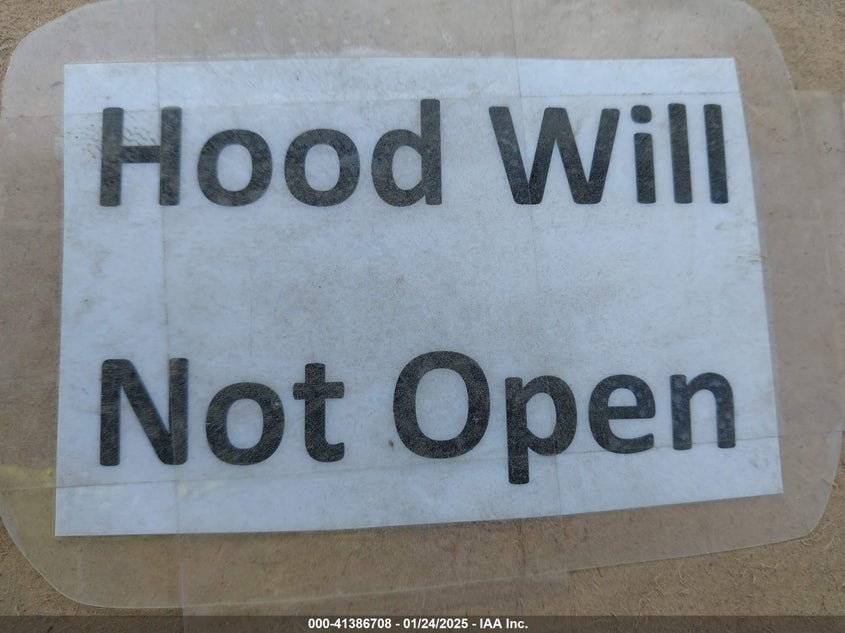 Hood Will
Not Open
000-41386708 - 01/24/2025 - IAA Inc.